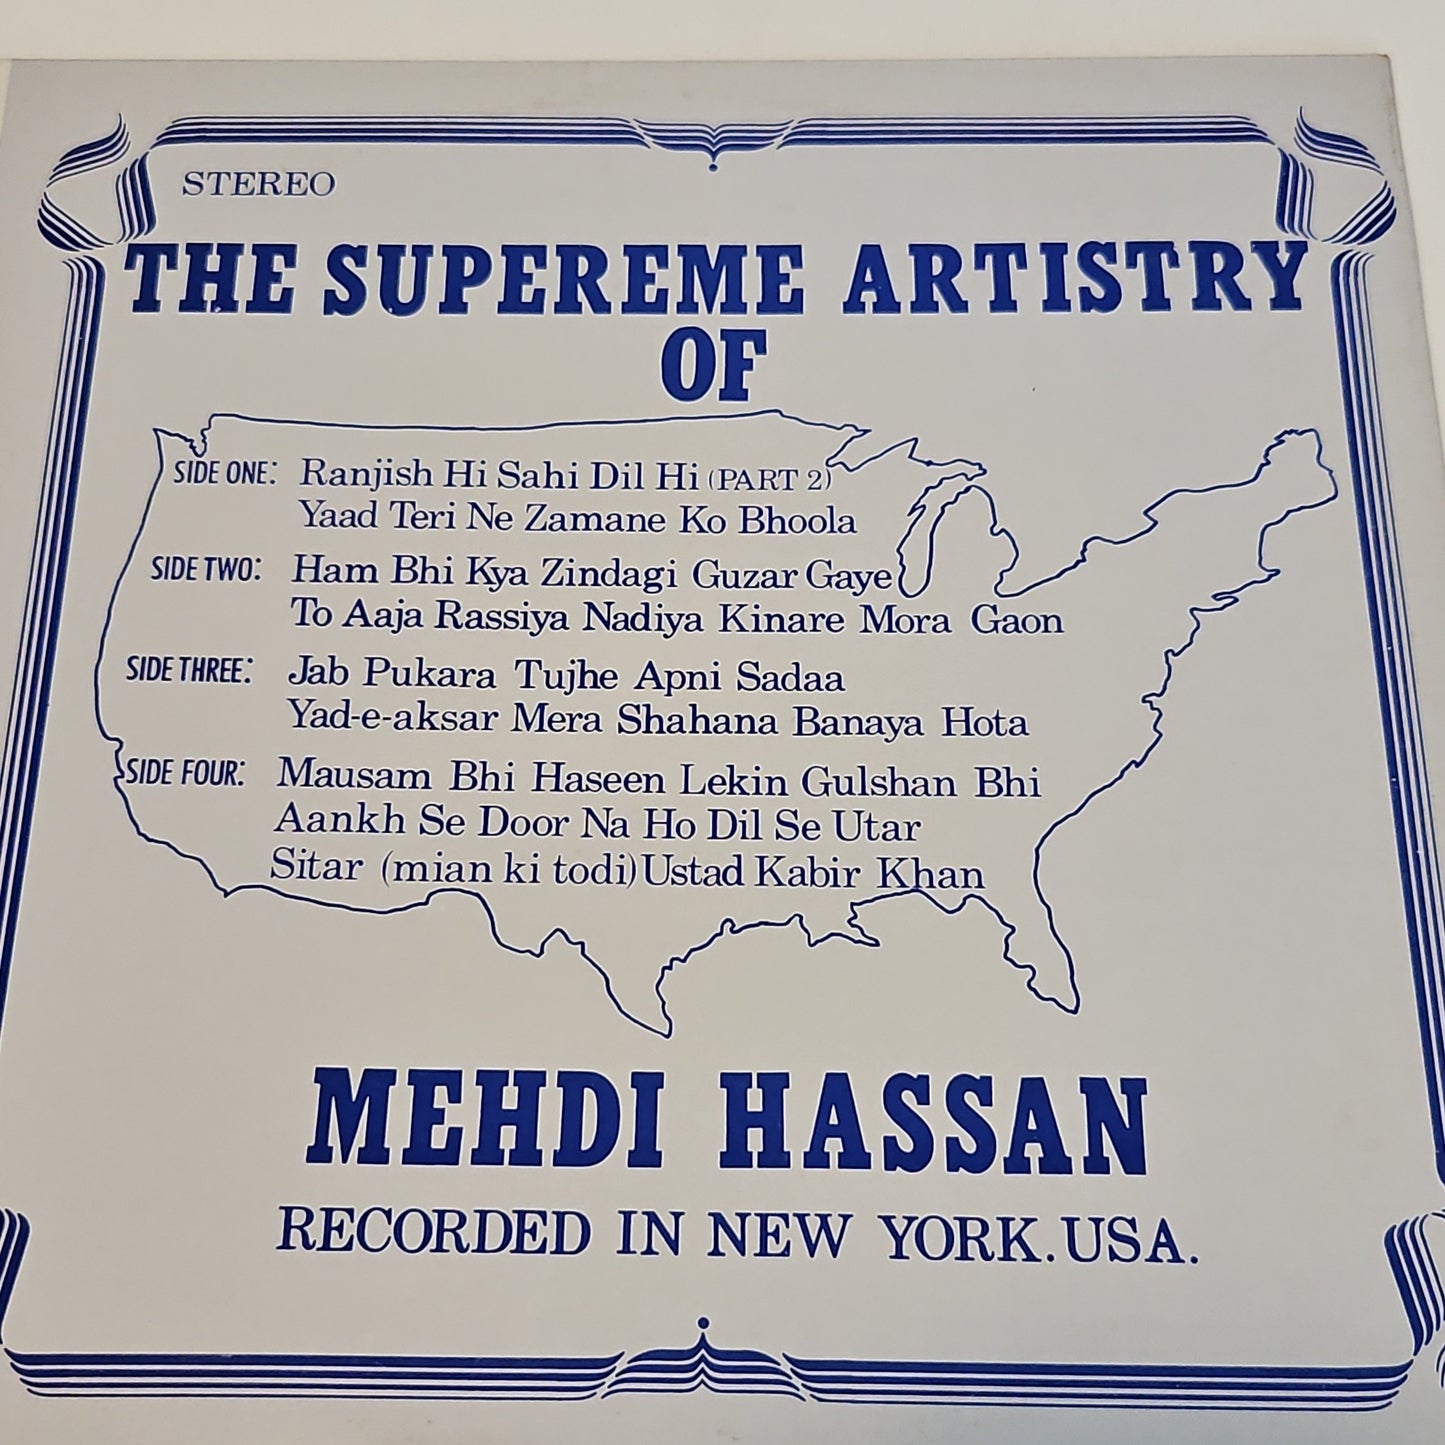 STEREO
THE SUPEREME ARTISTRY
OF
SIDE ONE: Ranjish Hi Sahi Dil Hi (PART 2)
Yaad Teri Ne Zamane Ko Bhoola
SIDE TWO: Ham Bhi Kya Zindagi Guzar Gaye
To Aaja Rassiya Nadiya Kinare Mora Gaon
SIDE THREE: Jab Pukara Tujhe Apni Sadaa
Yad-e-aksar Mera Shahana Banaya Hota
SIDE FOUR: Mausam Bhi Haseen Lekin Gulshan Bhi
Aankh Se Door Na Ho Dil Se Utar
Sitar (mian ki todi) Ustad Kabir Khan
MEHDI HASSAN
RECORDED IN NEW YORK.USA.